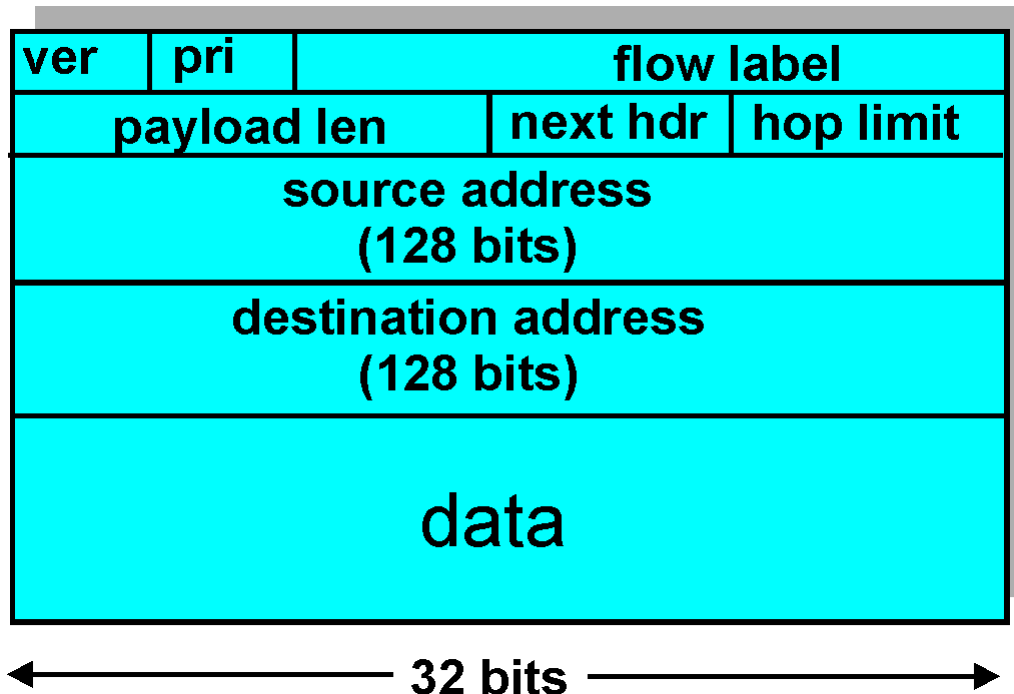 ver pri flow label
payload len next hdr hop limit
source address
(128 bits)
destination address
(128 bits)
data
32 bits